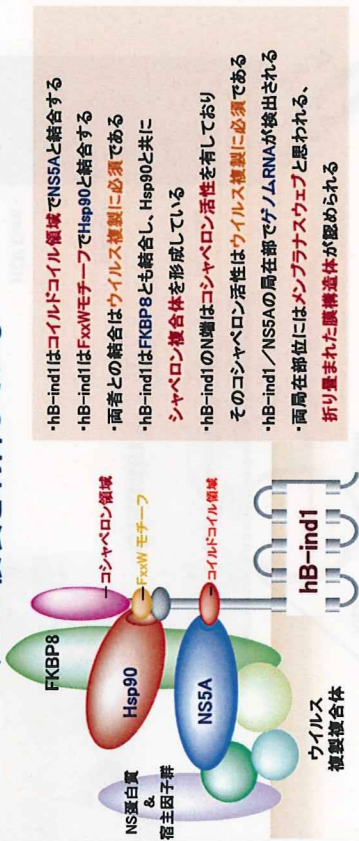 ・hB-ind1はコイルドコイル領域でNS5Aと結合する
・hB-ind1はFxxWモチーフでHsp90と結合する
・両者との結合はウイルス複製に必須である
・hB-ind1はFKBP8とも結合し、Hsp90と共に
シャペロン複合体を形成している
・hB-ind1のN端はコシャペロン活性を有しており
そのコシャペロン活性はウイルス複製に必須である
・hB-ind1／NS5Aの局在部でゲノムRNAが検出される
・両局在部位にはメンブラナスウェブと思われる、
折り畳まれた膜構造体が認められる
FKBP8
コシャペロン領域
Hsp90
FxxW モチーフ
NS蛋白質
&
宿主因子群
NS5A
コイルドコイル領域
hB-ind1
ウイルス
複製複合体